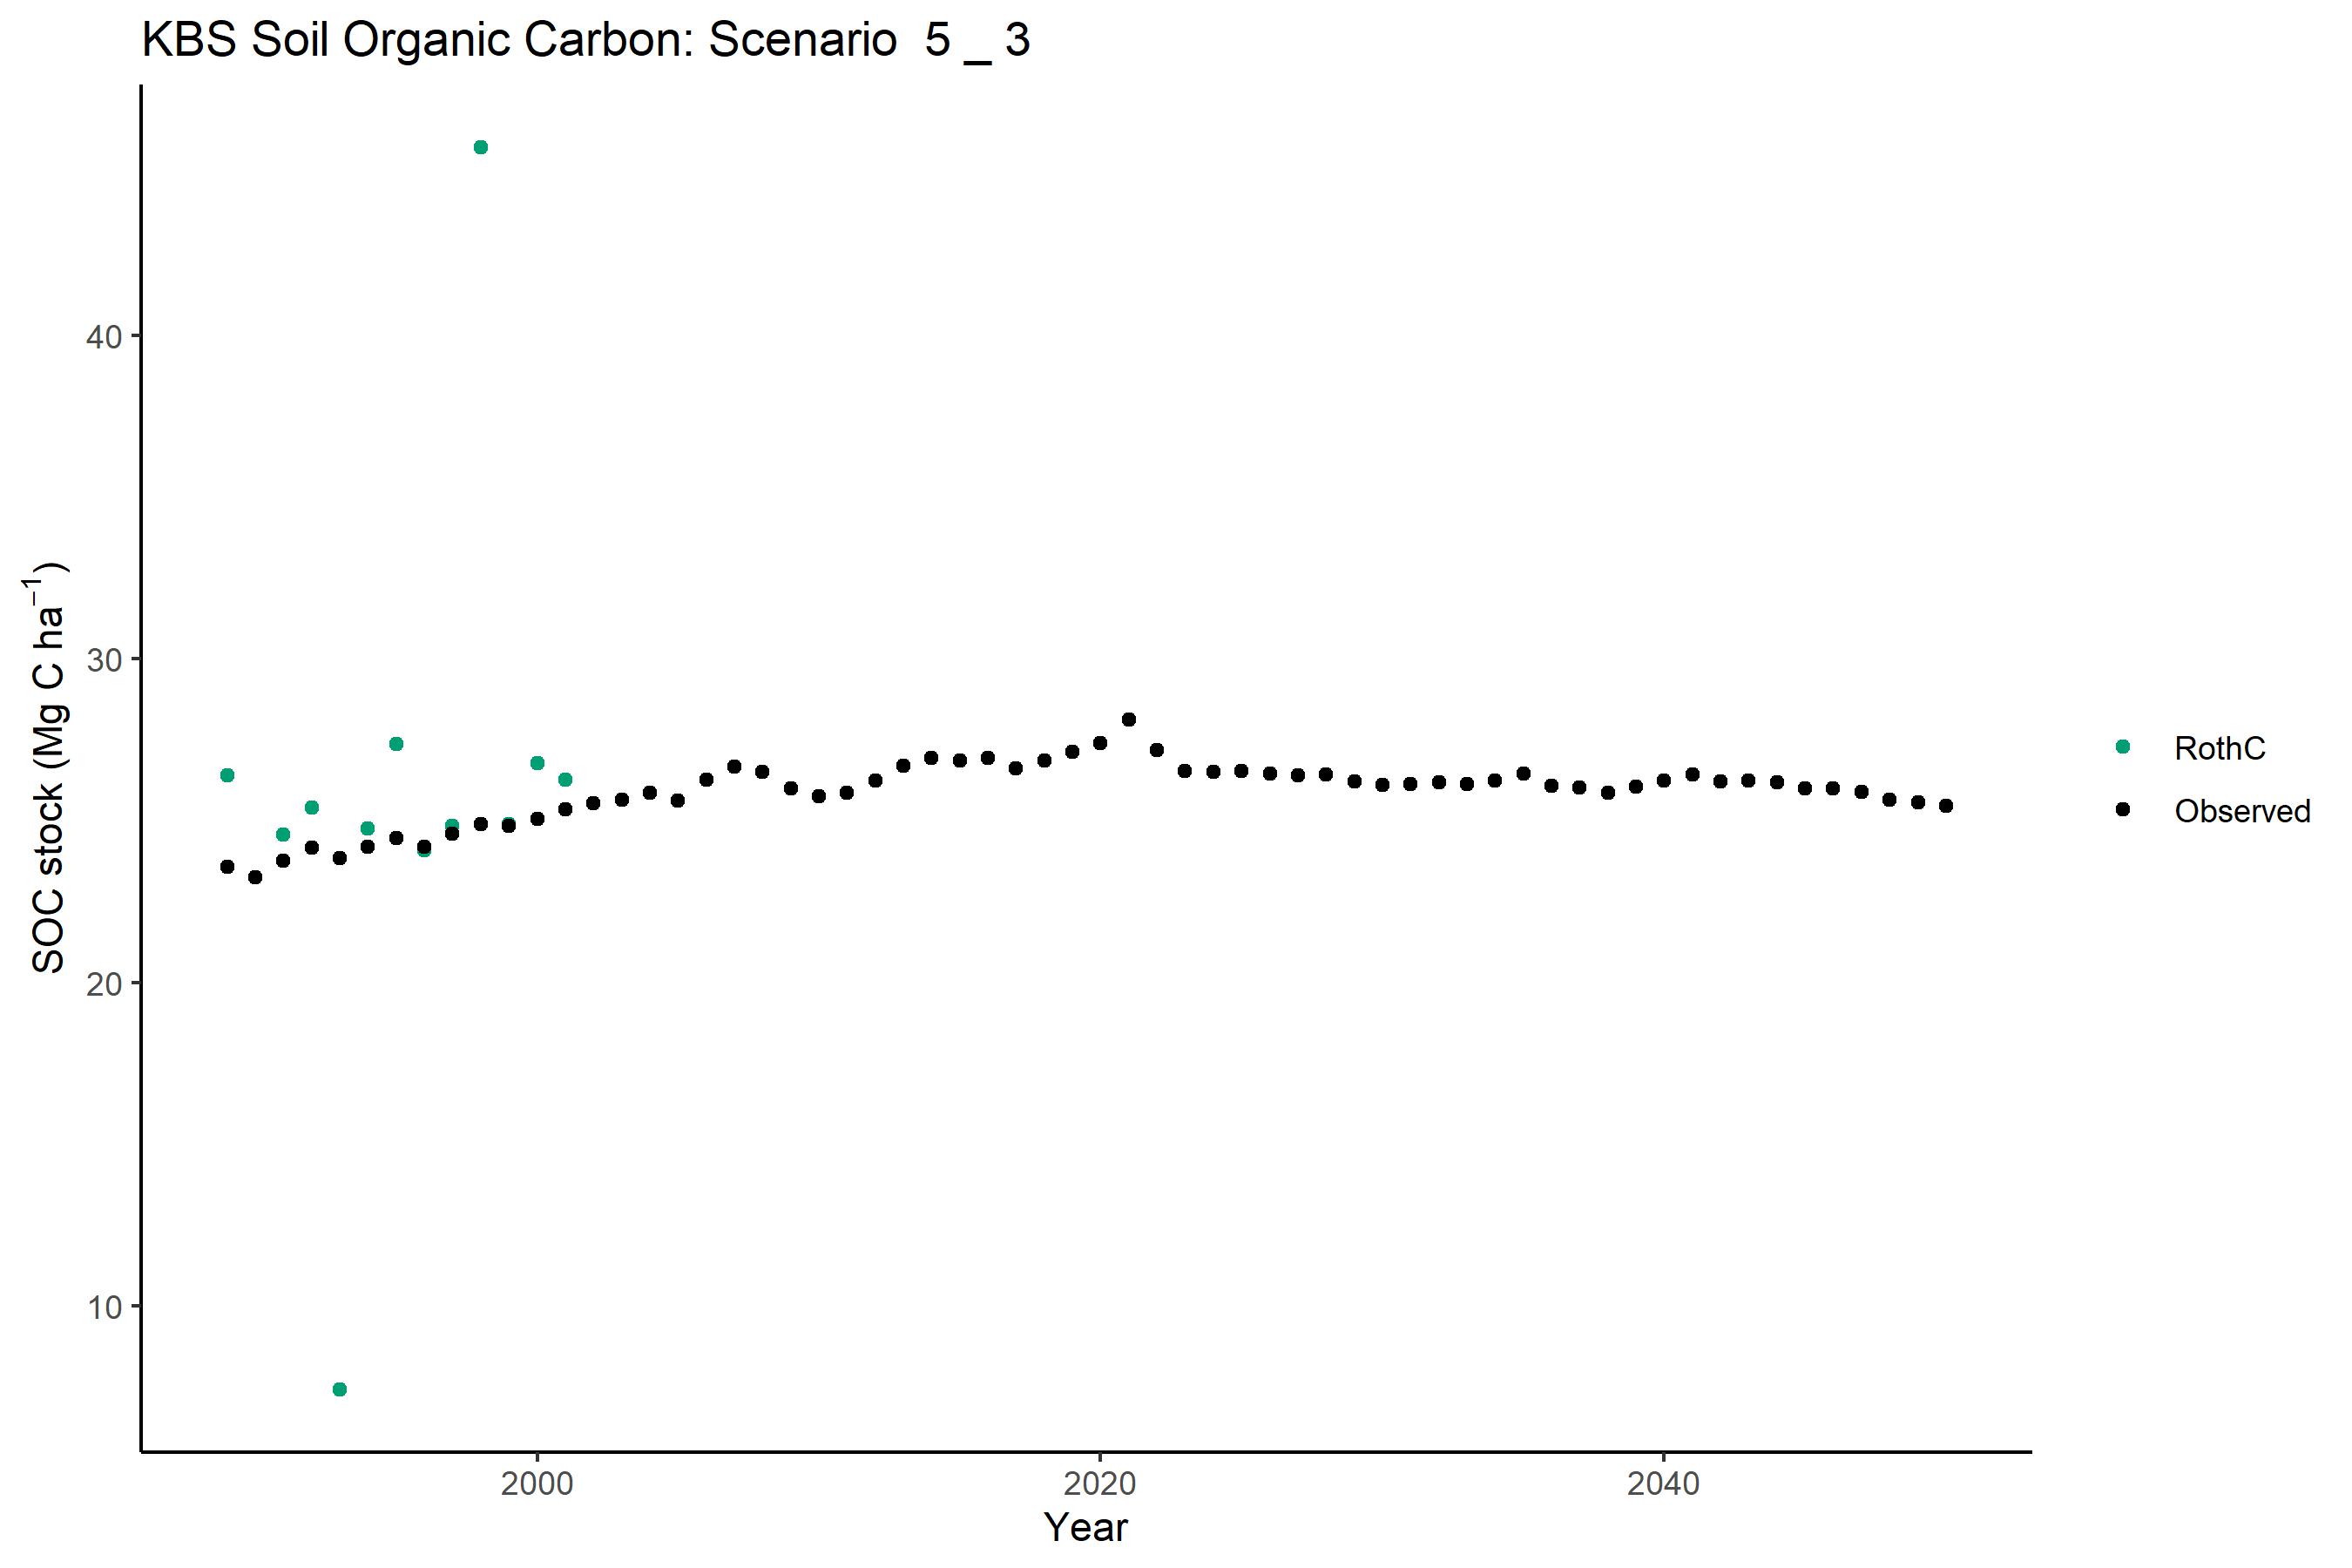 KBS Soil Organic Carbon: Scenario  5 _ 3
SOC stock (Mg C ha⁻¹)
40
30
20
10
2000
2020
2040
Year
RothC
Observed